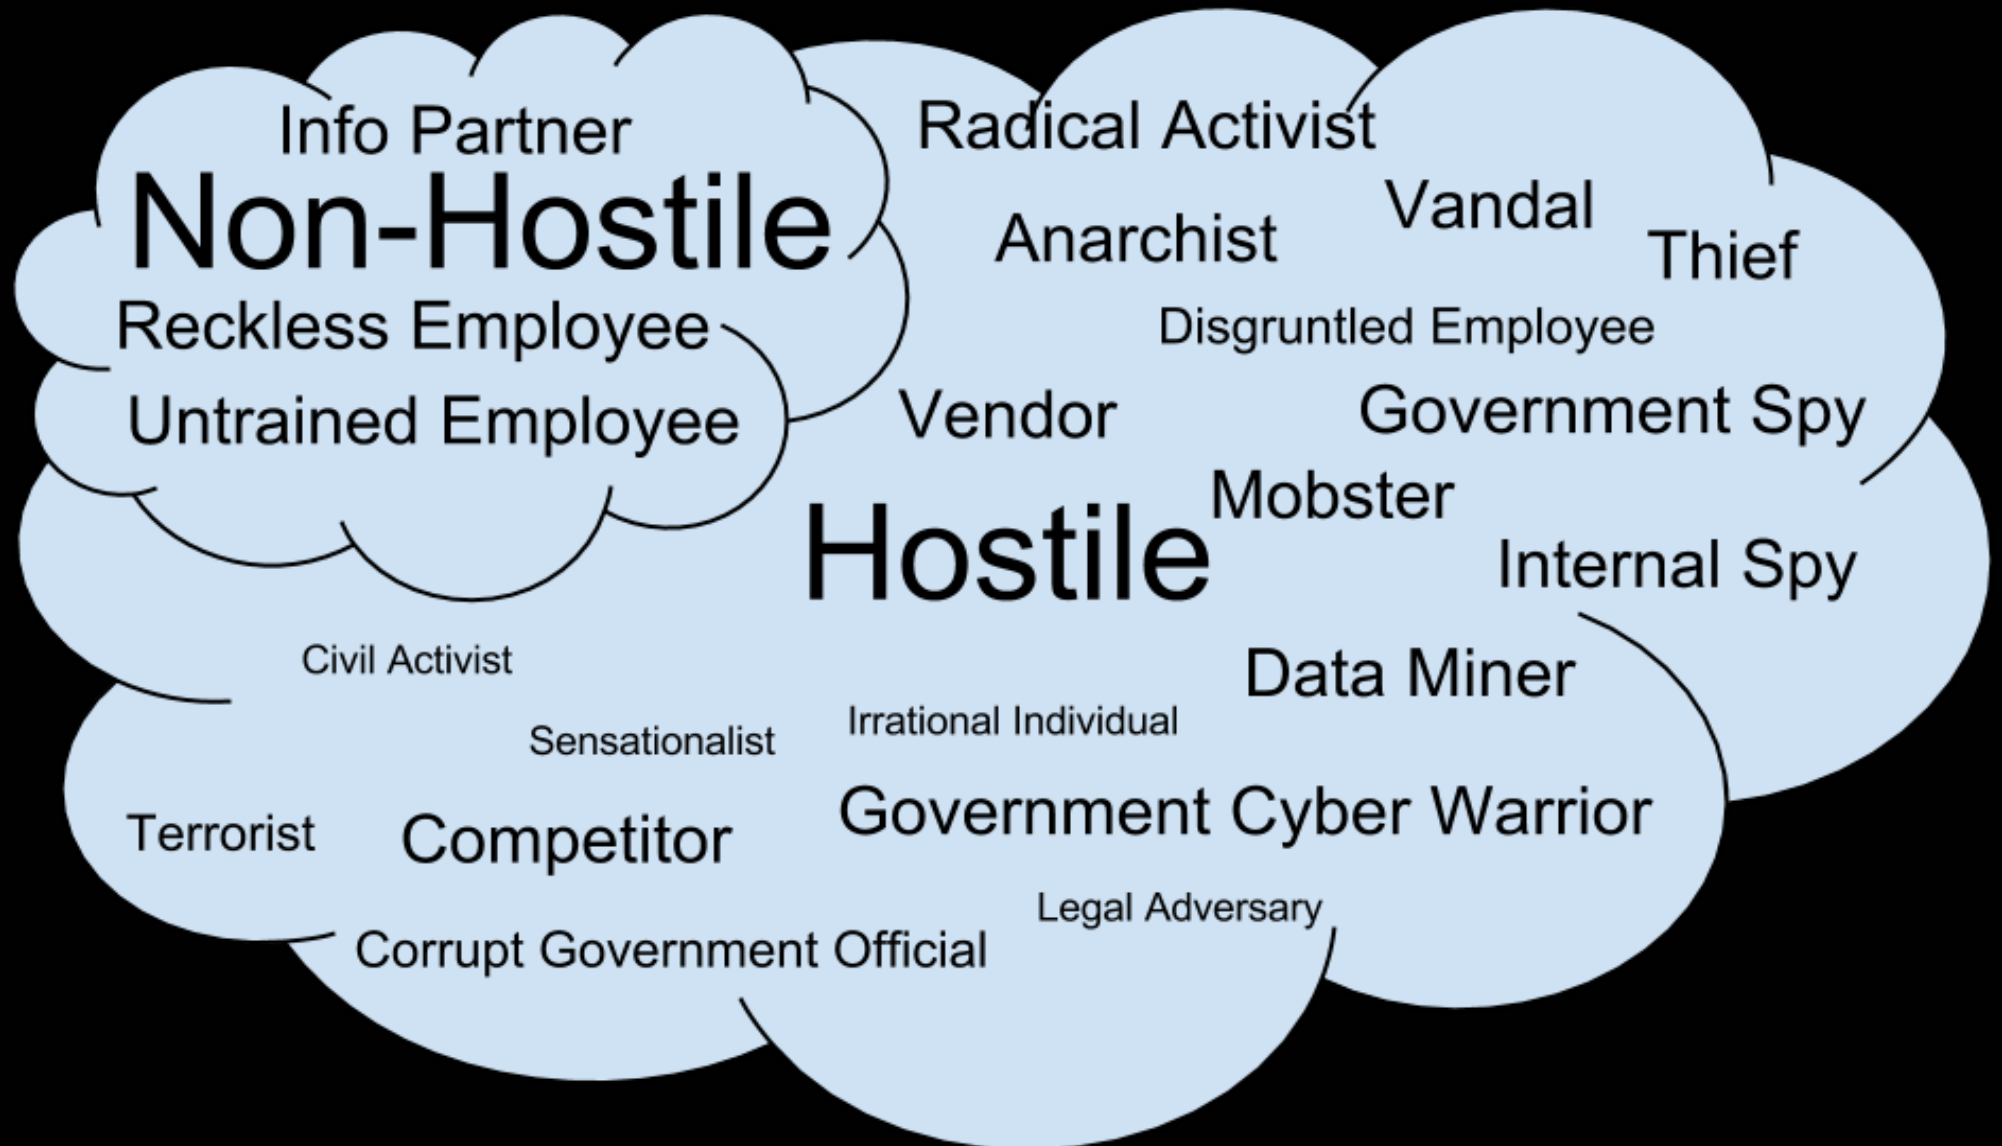 Info Partner
Non-Hostile
Reckless Employee
Untrained Employee
Radical Activist
Vandal
Anarchist
Thief
Disgruntled Employee
Vendor
Government Spy
Mobster
Hostile
Internal Spy
Civil Activist
Data Miner
Irrational Individual
Sensationalist
Government Cyber Warrior
Terrorist
Competitor
Legal Adversary
Corrupt Government Official